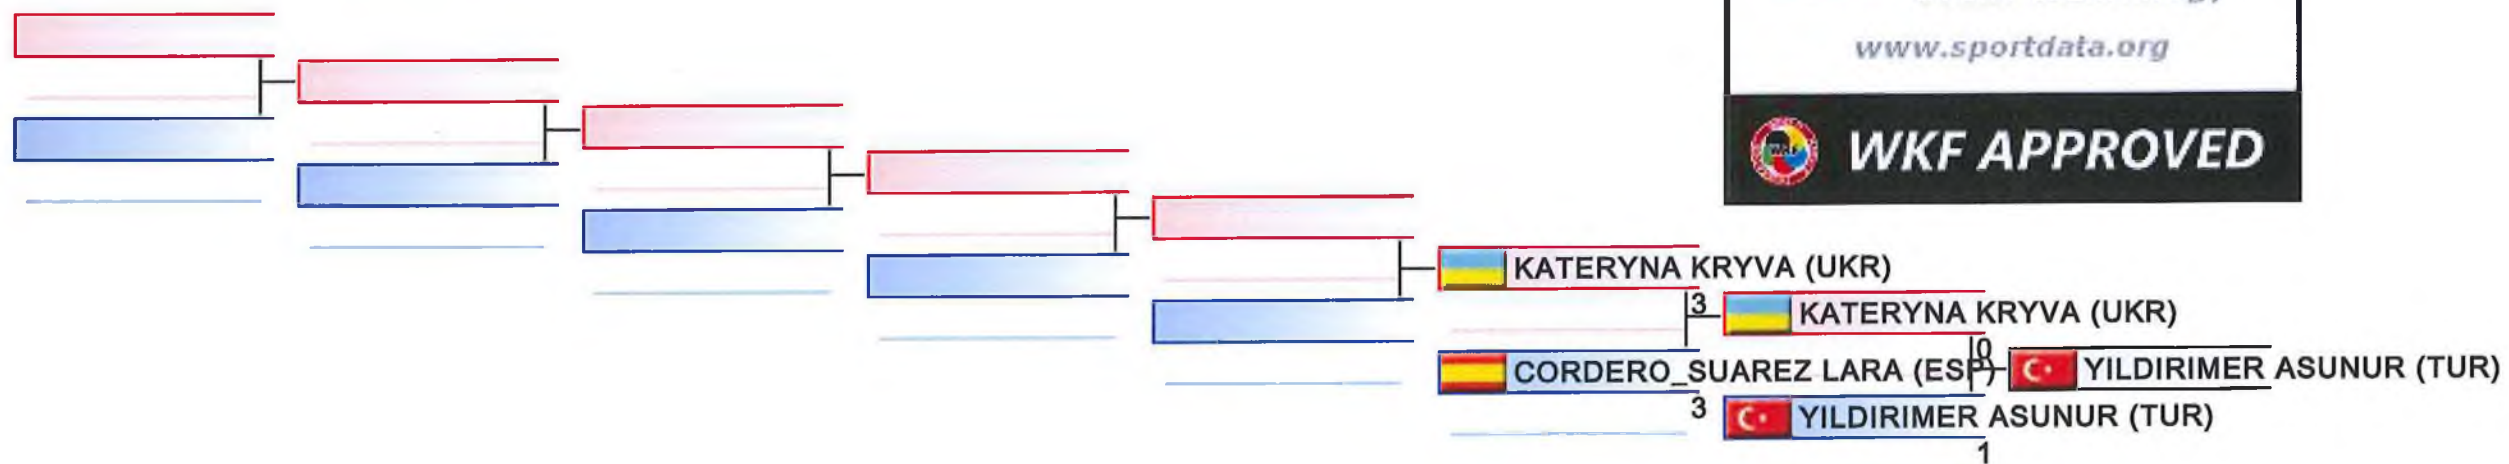 www.sportdata.org
WKF APPROVED
KATERYNA KRYVA (UKR)
3
KATERYNA KRYVA (UKR)
0
CORDERO_SUAREZ LARA (ESP)
YILDIRIMER ASUNUR (TUR)
3
YILDIRIMER ASUNUR (TUR)
1